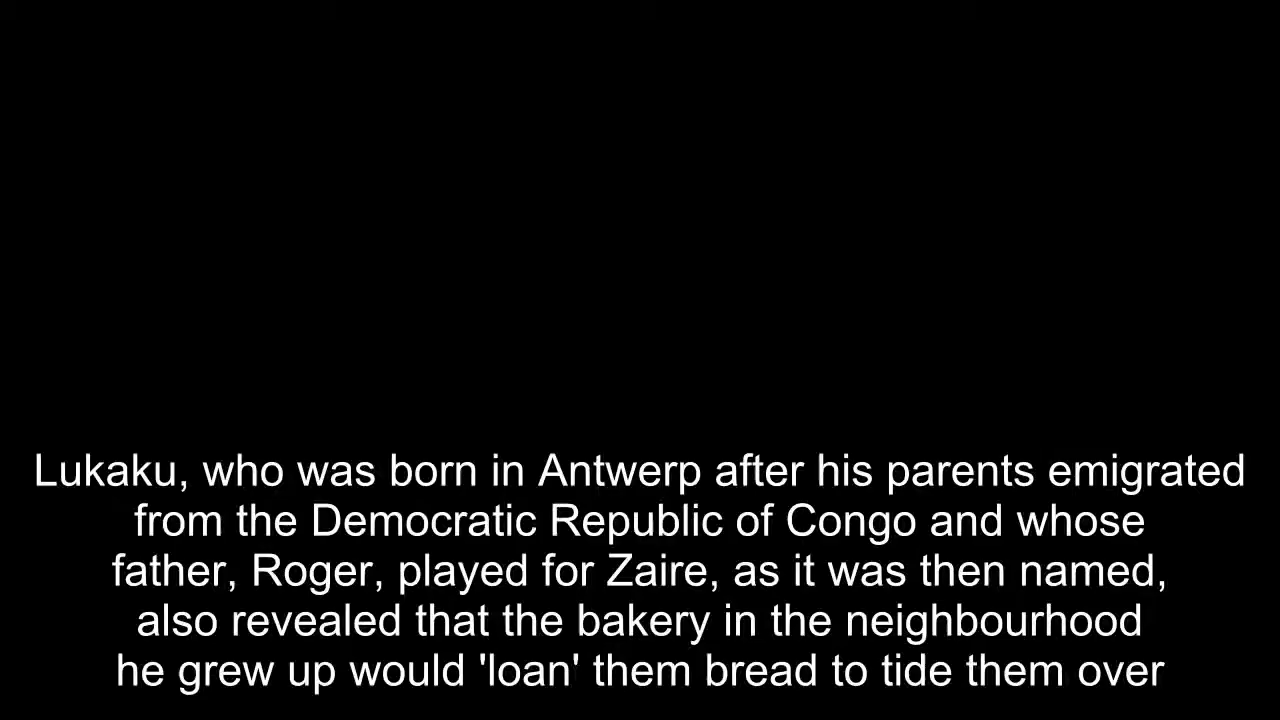 Lukaku, who was born in Antwerp after his parents emigrated
from the Democratic Republic of Congo and whose
father, Roger, played for Zaire, as it was then named,
also revealed that the bakery in the neighbourhood
he grew up would 'loan' them bread to tide them over